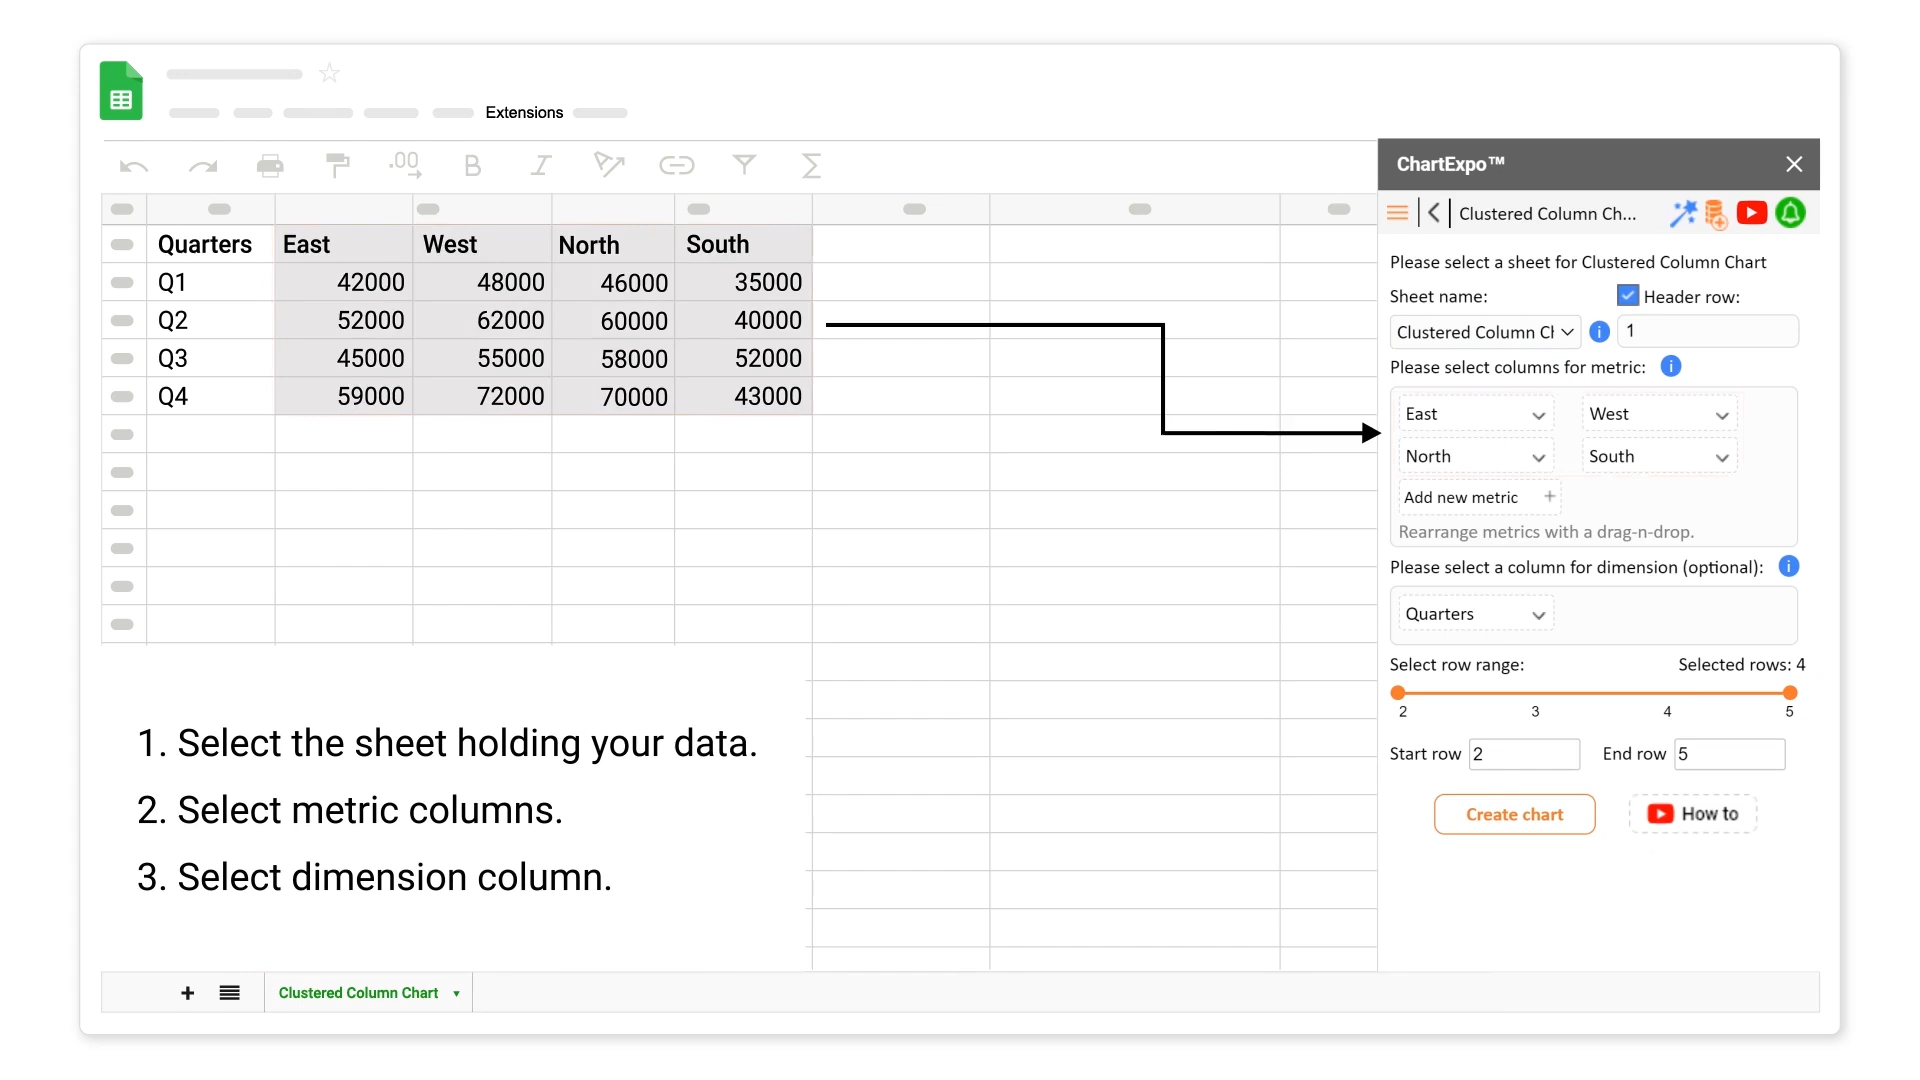 Extensions
.00
B
I
Σ
Quarters East West North South
Q1 42000 48000 46000 35000
Q2 52000 62000 60000 40000
Q3 45000 55000 58000 52000
Q4 59000 72000 70000 43000
1. Select the sheet holding your data.
2. Select metric columns.
3. Select dimension column.
+ Clustered Column Chart
ChartExpo™
Clustered Column Ch...
Please select a sheet for Clustered Column Chart
Sheet name: Header row:
Clustered Column Cl i 1
Please select columns for metric: i
East West
North South
Add new metric +
Rearrange metrics with a drag-n-drop.
Please select a column for dimension (optional): i
Quarters
Select row range: Selected rows: 4
2 3 4 5
Start row 2 End row 5
Create chart How to